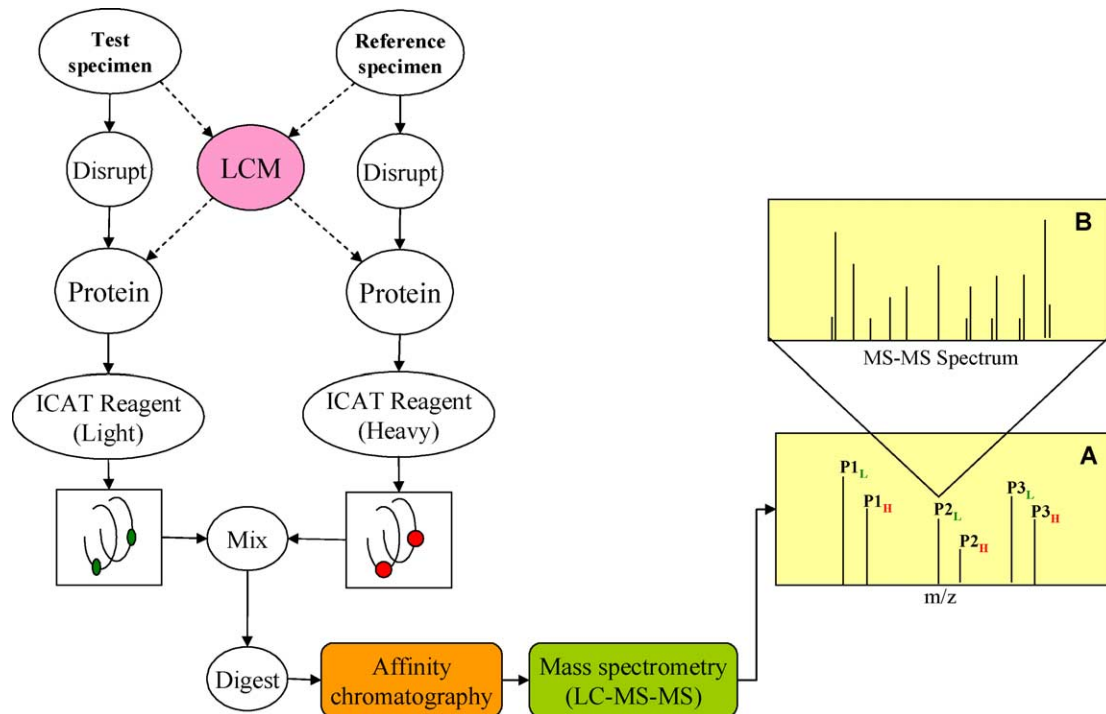 Test
specimen
Reference
specimen
LCM
Disrupt
Disrupt
Protein
Protein
ICAT Reagent
(Light)
ICAT Reagent
(Heavy)
Mix
Digest
Affinity
chromatography
Mass spectrometry
(LC-MS-MS)
B
MS-MS Spectrum
A
P1L
P1H
P2L
P2H
P3L
P3H
m/z